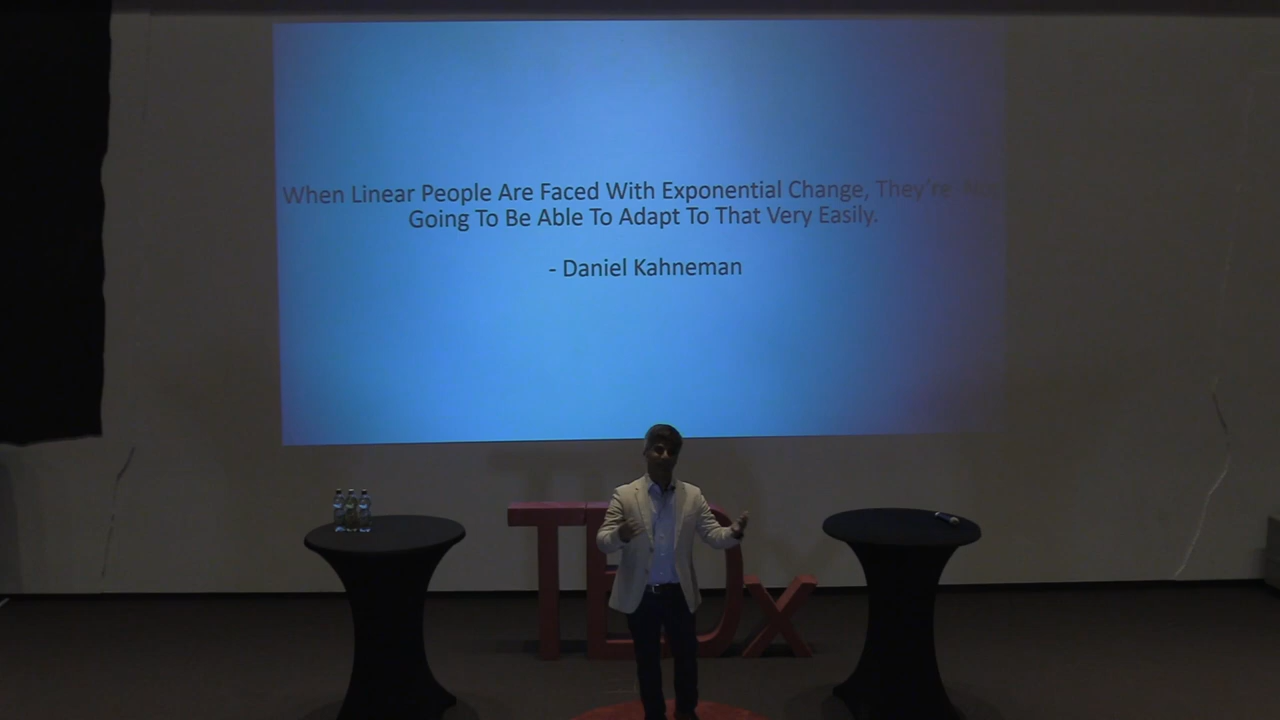 When Linear People Are Faced With Exponential Change, They're Not
Going To Be Able To Adapt To That Very Easily.
- Daniel Kahneman
TEDx